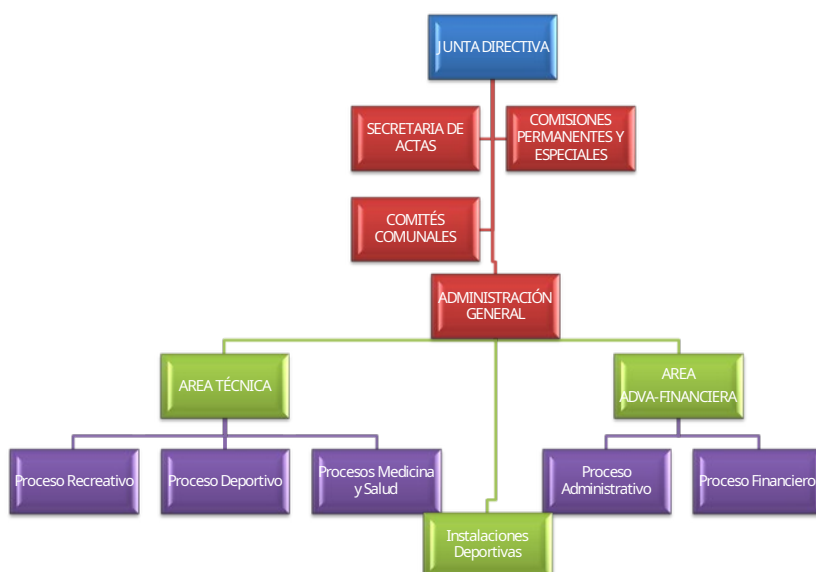 JUNTA DIRECTIVA
SECRETARIA DE
ACTAS
COMISIONES
PERMANENTES Y
ESPECIALES
COMITÉS
COMUNALES
ADMINISTRACIÓN
GENERAL
AREA TÉCNICA
AREA
ADVA-FINANCIERA
Proceso Recreativo
Proceso Deportivo
Procesos Medicina
y Salud
Proceso
Administrativo
Proceso Financiero
Instalaciones
Deportivas